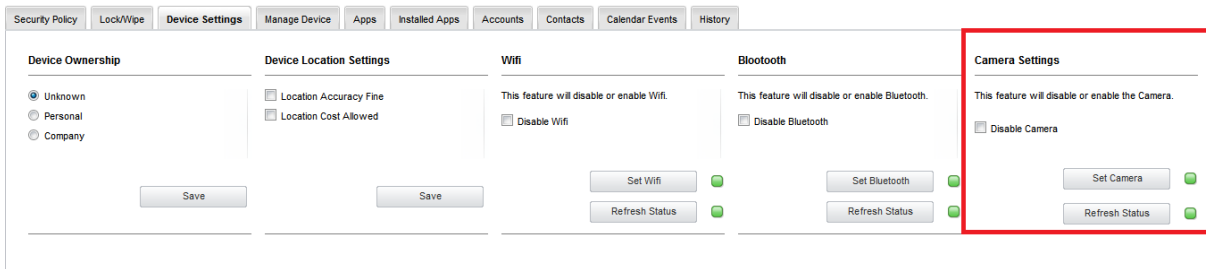 Security Policy Lock/Wipe Device Settings Manage Device Apps Installed Apps Accounts Contacts Calendar Events History
Device Ownership
Unknown
Personal
Company
Save
Device Location Settings
Location Accuracy Fine
Location Cost Allowed
Save
Wifi
This feature will disable or enable Wifi.
Disable Wifi
Set Wifi
Refresh Status
Blootooth
This feature will disable or enable Bluetooth.
Disable Bluetooth
Set Bluetooth
Refresh Status
Camera Settings
This feature will disable or enable the Camera.
Disable Camera
Set Camera
Refresh Status